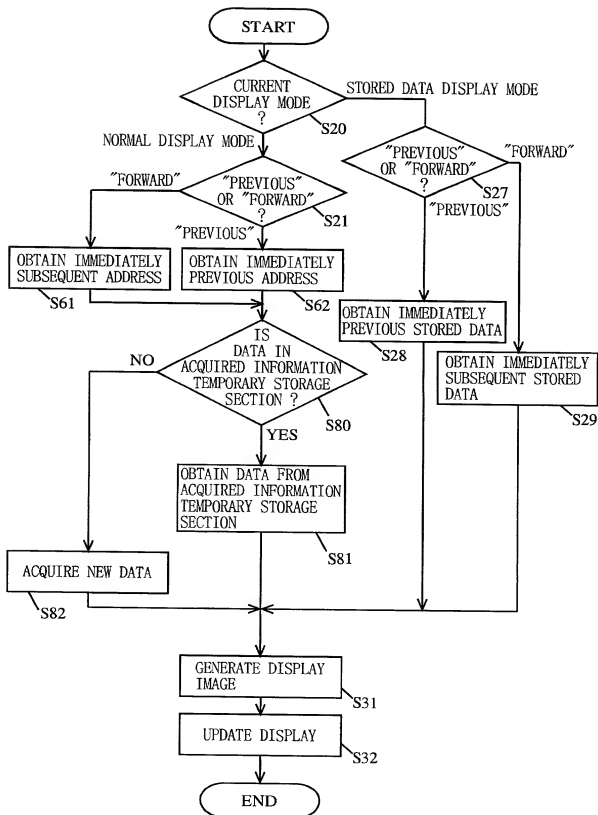 START
CURRENT
DISPLAY MODE
?
S20
STORED DATA DISPLAY MODE
NORMAL DISPLAY MODE
"PREVIOUS"
OR "FORWARD"
?
S27
"FORWARD"
"PREVIOUS"
"FORWARD"
"PREVIOUS"
OR "FORWARD"
?
S21
"PREVIOUS"
OBTAIN IMMEDIATELY
SUBSEQUENT ADDRESS
S61
OBTAIN IMMEDIATELY
PREVIOUS ADDRESS
S62
OBTAIN IMMEDIATELY
PREVIOUS STORED DATA
S28
OBTAIN IMMEDIATELY
SUBSEQUENT STORED
DATA
S29
IS
DATA IN
ACQUIRED INFORMATION
TEMPORARY STORAGE
SECTION ?
S80
NO
YES
OBTAIN DATA FROM
ACQUIRED INFORMATION
TEMPORARY STORAGE
SECTION
S81
ACQUIRE NEW DATA
S82
GENERATE DISPLAY
IMAGE
S31
UPDATE DISPLAY
S32
END